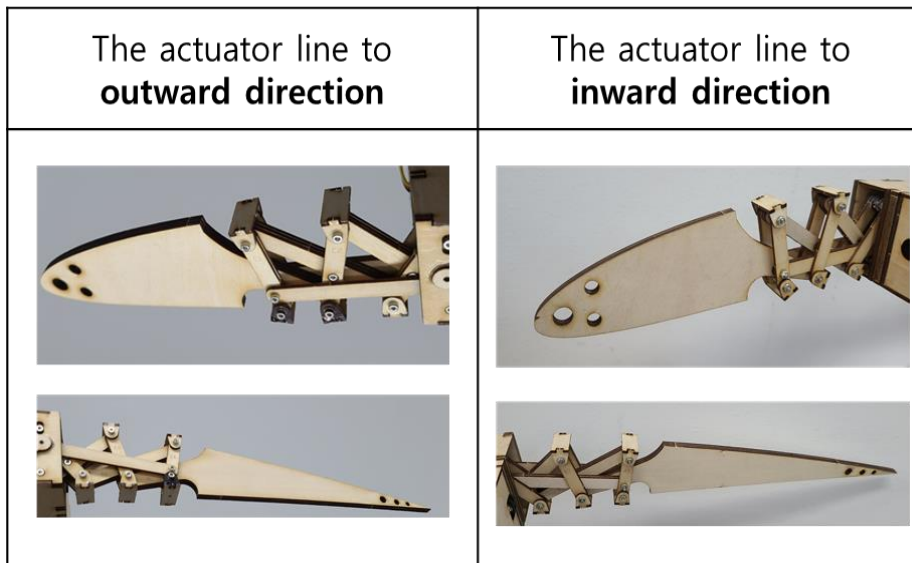 The actuator line to
outward direction
The actuator line to
inward direction